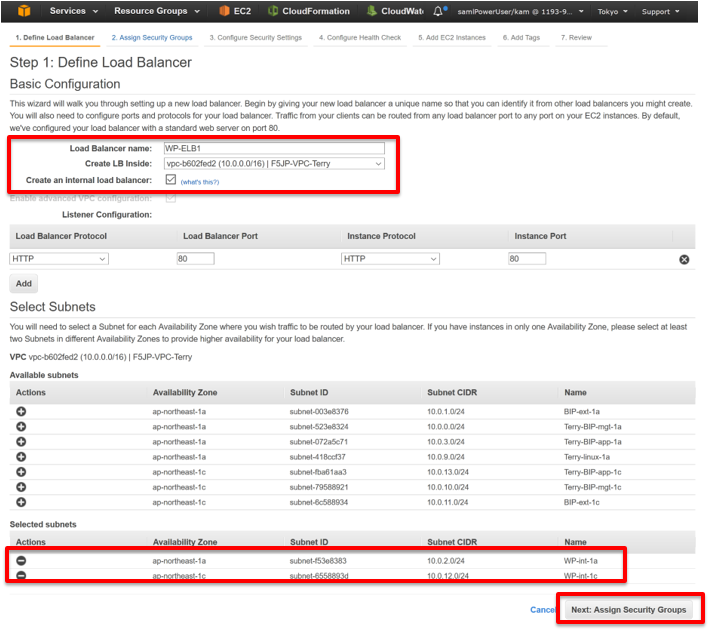 Services Resource Groups EC2 CloudFormation CloudWatc samlPowerUser/kam @ 1193-9... Tokyo Support
1. Define Load Balancer 2. Assign Security Groups 3. Configure Security Settings 4. Configure Health Check 5. Add EC2 Instances 6. Add Tags 7. Review
Step 1: Define Load Balancer
Basic Configuration
This wizard will walk you through setting up a new load balancer. Begin by giving your new load balancer a unique name so that you can identify it from other load balancers you might create.
You will also need to configure ports and protocols for your load balancer. Traffic from your clients can be routed from any load balancer port to any port on your EC2 instances. By default,
we've configured your load balancer with a standard web server on port 80.
Load Balancer name: WP-ELB1
Create LB Inside: vpc-b602fed2 (10.0.0.0/16) | F5JP-VPC-Terry
Create an internal load balancer: (what's this?)
Enable advanced VPC configuration:
Listener Configuration:
Load Balancer Protocol Load Balancer Port Instance Protocol Instance Port
HTTP 80 HTTP 80
Add
Select Subnets
You will need to select a Subnet for each Availability Zone where you wish traffic to be routed by your load balancer. If you have instances in only one Availability Zone, please select at least
two Subnets in different Availability Zones to provide higher availability for your load balancer.
VPC vpc-b602fed2 (10.0.0.0/16) | F5JP-VPC-Terry
Available subnets
Actions Availability Zone Subnet ID Subnet CIDR Name
ap-northeast-1a subnet-003e8376 10.0.1.0/24 BIP-ext-1a
ap-northeast-1a subnet-523e8324 10.0.0.0/24 Terry-BIP-mgt-1a
ap-northeast-1a subnet-072a5c71 10.0.3.0/24 Terry-BIP-app-1a
ap-northeast-1a subnet-418ccf37 10.0.9.0/24 Terry-linux-1a
ap-northeast-1c subnet-fba61aa3 10.0.13.0/24 Terry-BIP-app-1c
ap-northeast-1c subnet-79588921 10.0.10.0/24 Terry-BIP-mgt-1c
ap-northeast-1c subnet-6c588934 10.0.11.0/24 BIP-ext-1c
Selected subnets
Actions Availability Zone Subnet ID Subnet CIDR Name
ap-northeast-1a subnet-f53e8383 10.0.2.0/24 WP-int-1a
ap-northeast-1c subnet-6558893d 10.0.12.0/24 WP-int-1c
Cancel Next: Assign Security Groups